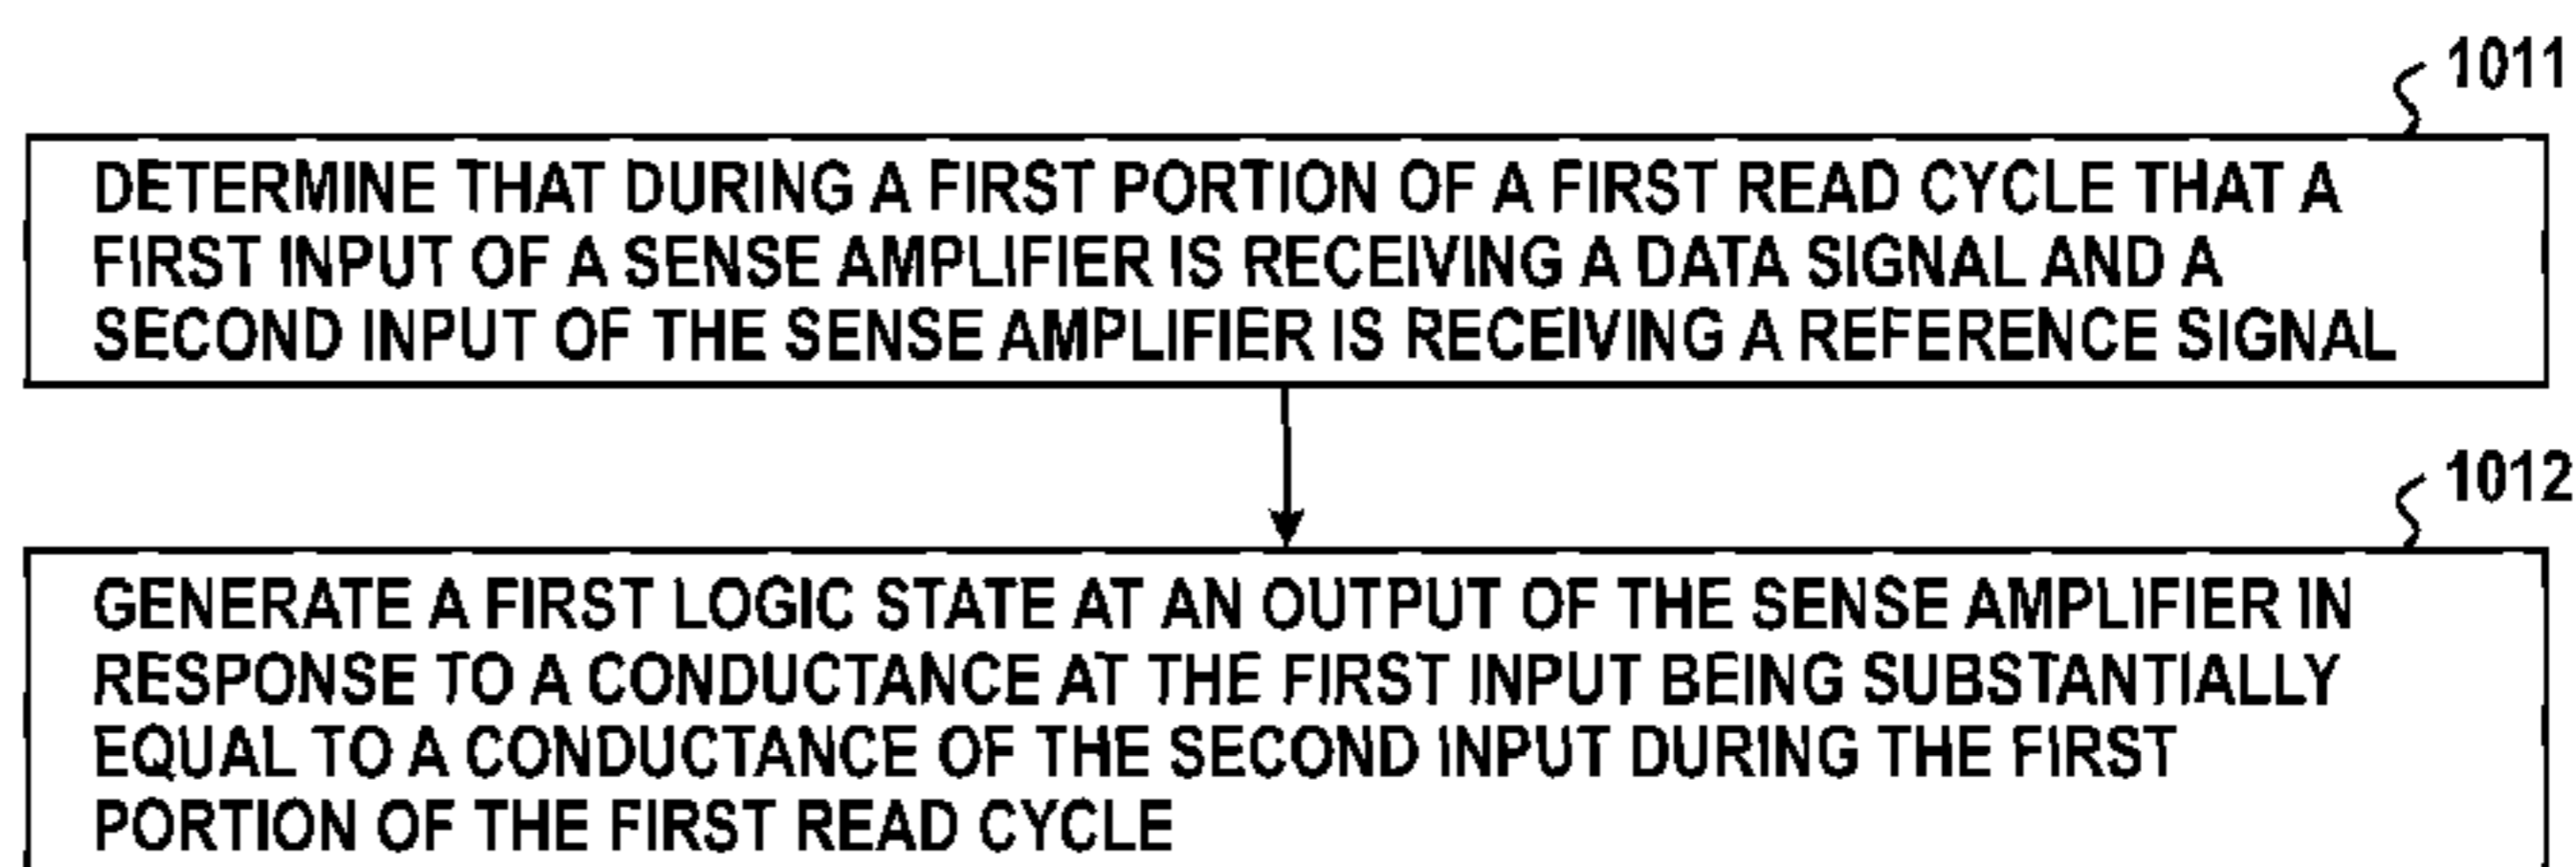 1011
DETERMINE THAT DURING A FIRST PORTION OF A FIRST READ CYCLE THAT A
FIRST INPUT OF A SENSE AMPLIFIER IS RECEIVING A DATA SIGNAL AND A
SECOND INPUT OF THE SENSE AMPLIFIER IS RECEIVING A REFERENCE SIGNAL
1012
GENERATE A FIRST LOGIC STATE AT AN OUTPUT OF THE SENSE AMPLIFIER IN
RESPONSE TO A CONDUCTANCE AT THE FIRST INPUT BEING SUBSTANTIALLY
EQUAL TO A CONDUCTANCE OF THE SECOND INPUT DURING THE FIRST
PORTION OF THE FIRST READ CYCLE